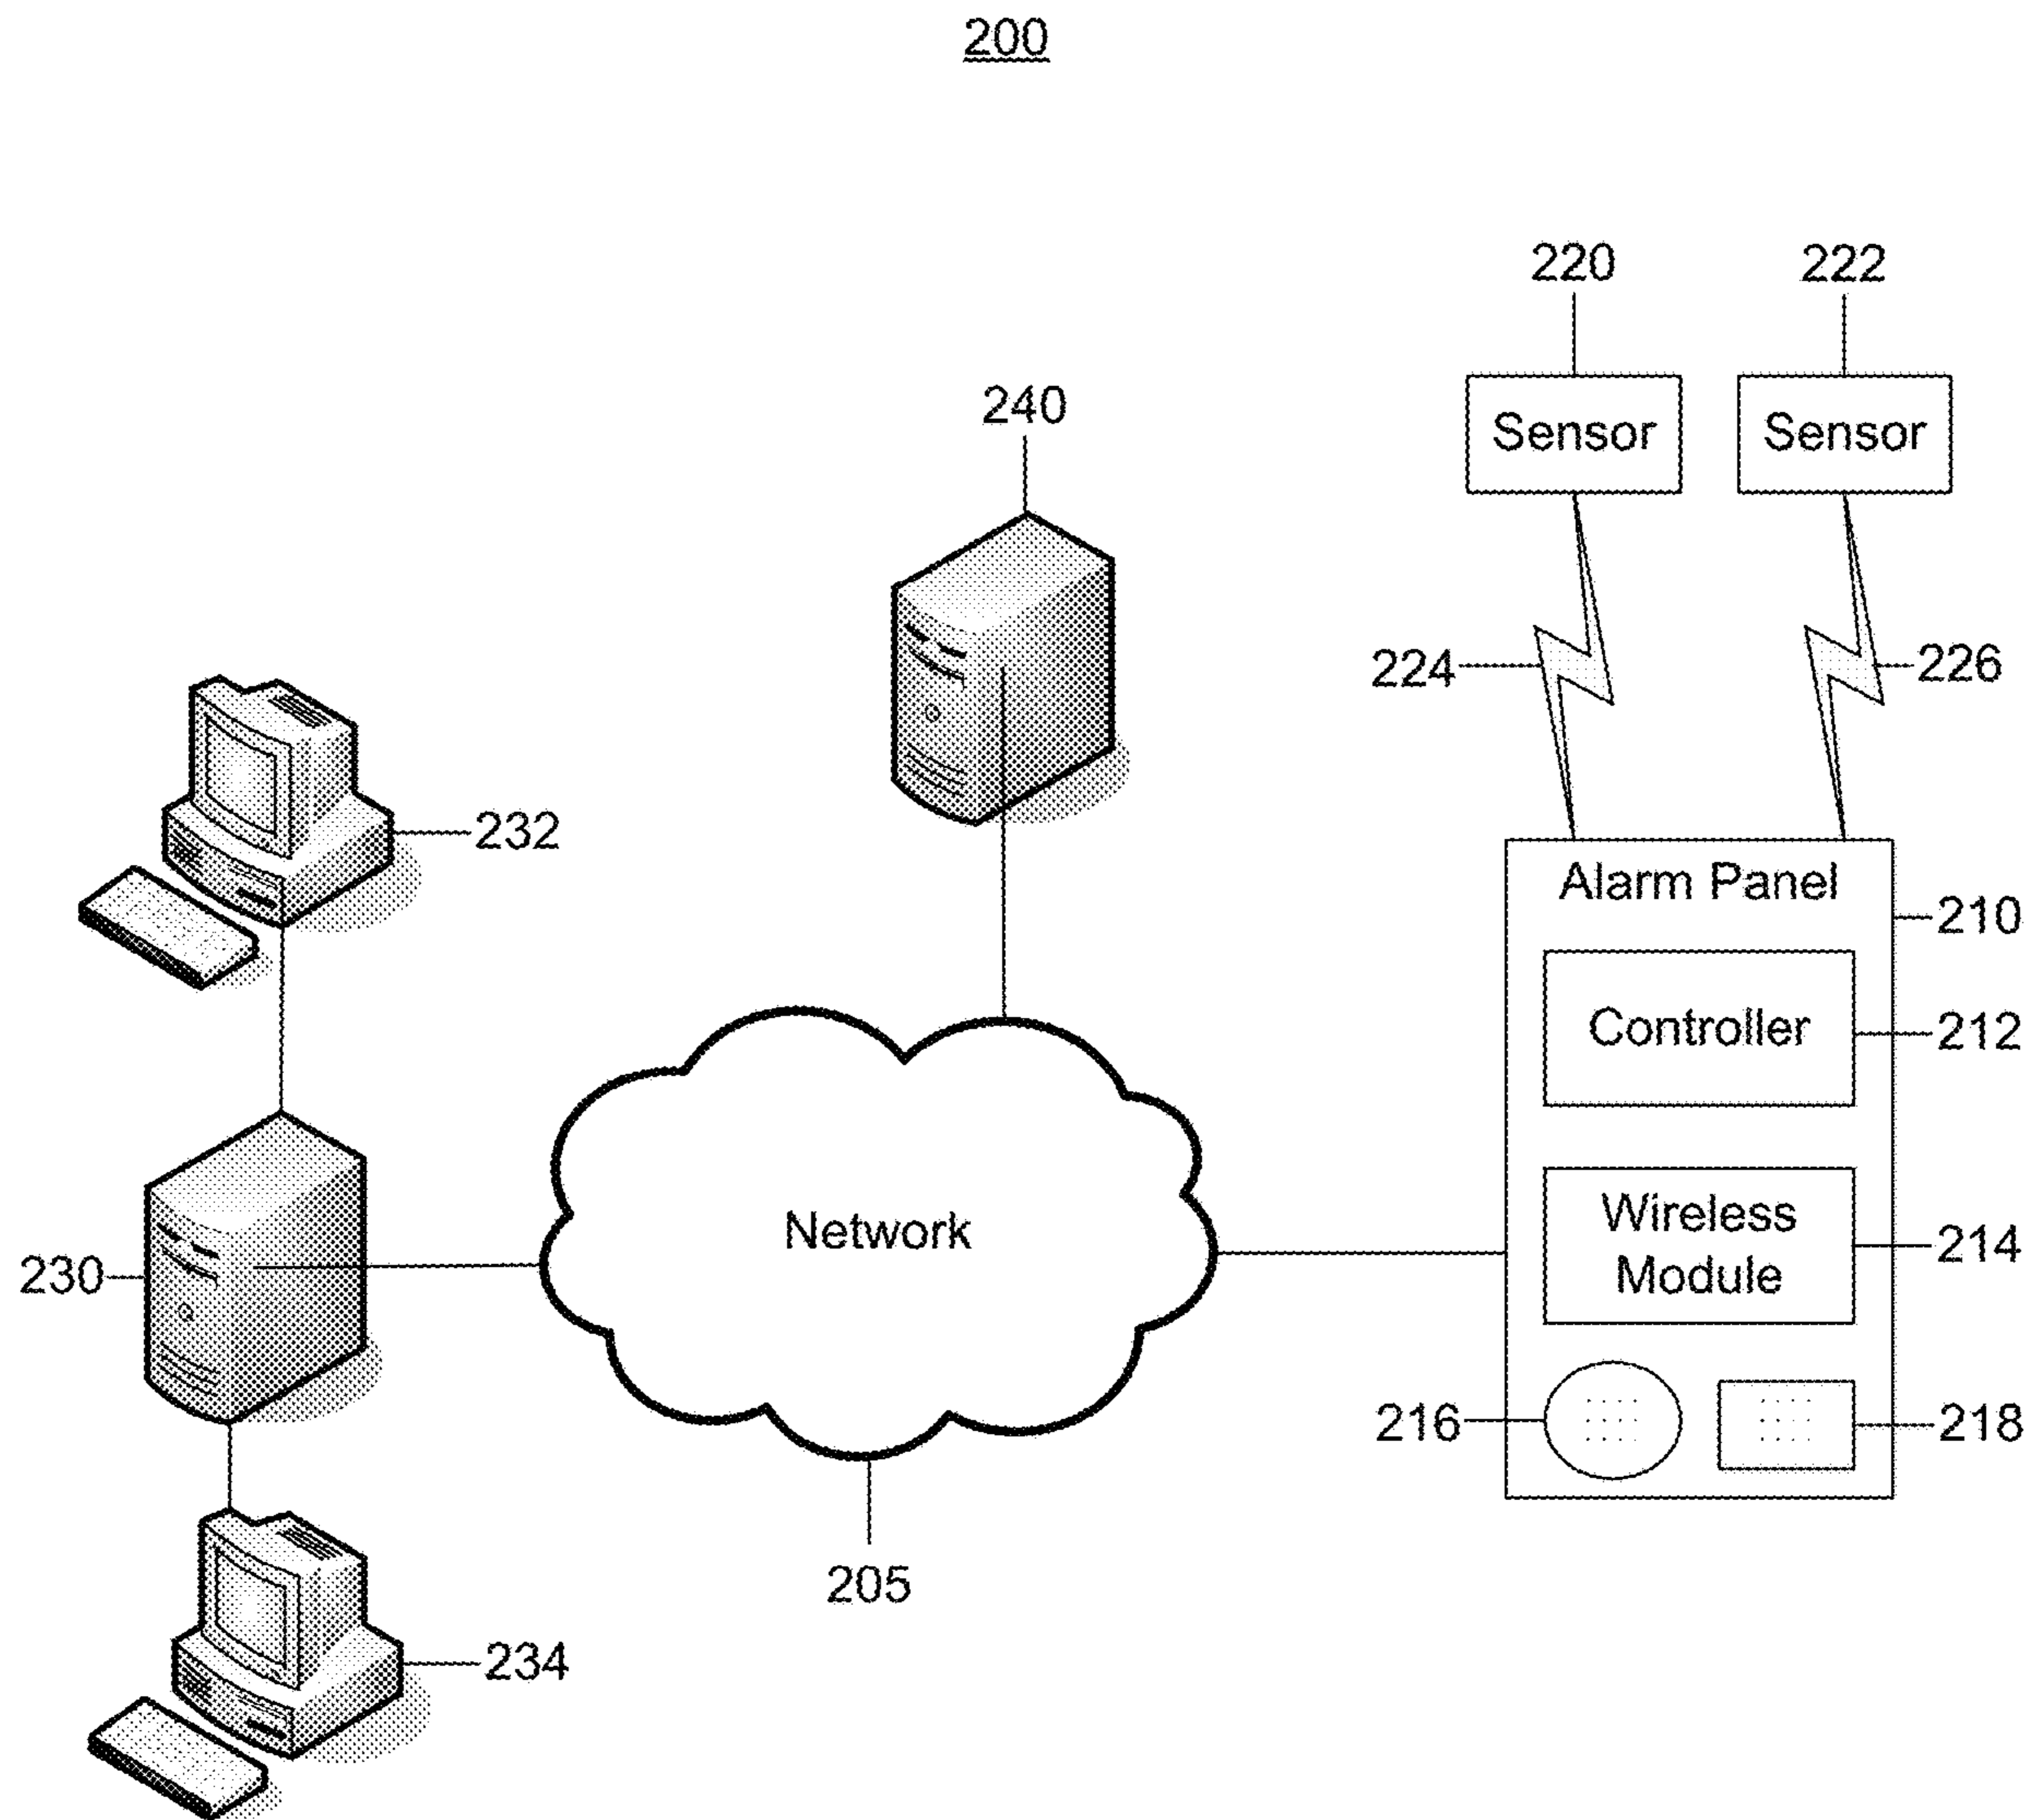 200
220
222
240
Sensor
Sensor
224
226
232
Alarm Panel
210
Controller
212
Network
Wireless
Module
214
230
216
218
205
234